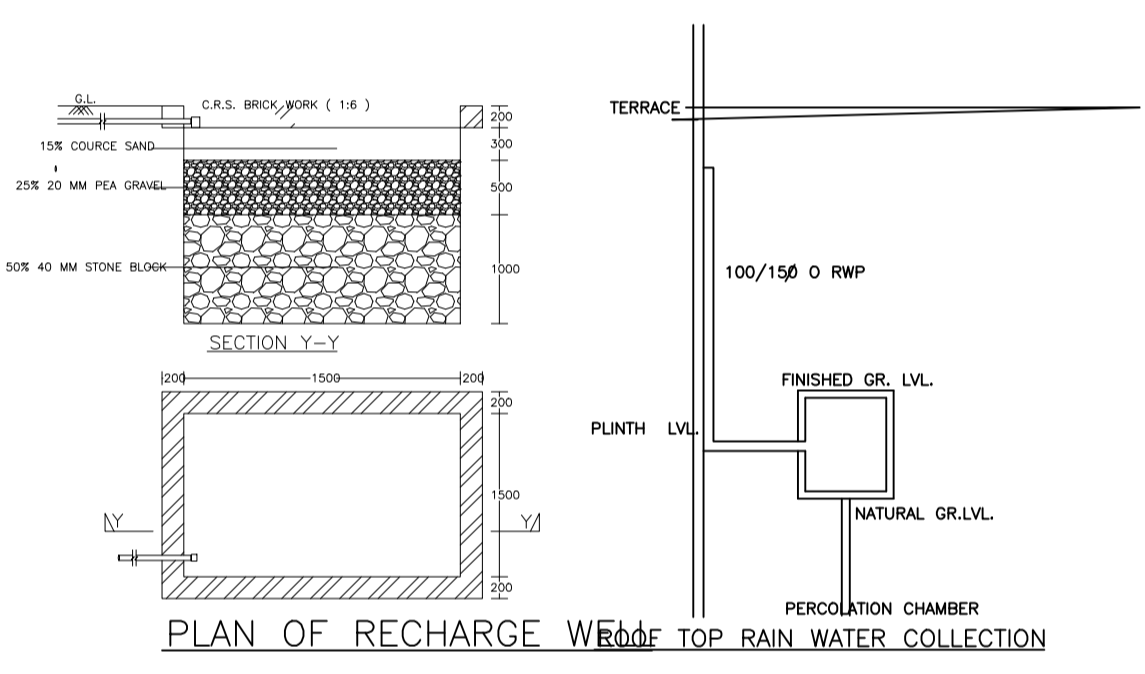 G.L.
C.R.S. BRICK WORK ( 1:6 )
200
15% COURCE SAND
300
25% 20 MM PEA GRAVEL
500
50% 40 MM STONE BLOCK
1000
SECTION Y-Y
200 1500 200
200
1500
Y Y
200
PLAN OF RECHARGE WELL
TERRACE
100/150 O RWP
FINISHED GR. LVL.
PLINTH LVL.
NATURAL GR.LVL.
PERCOLATION CHAMBER
ROOF TOP RAIN WATER COLLECTION